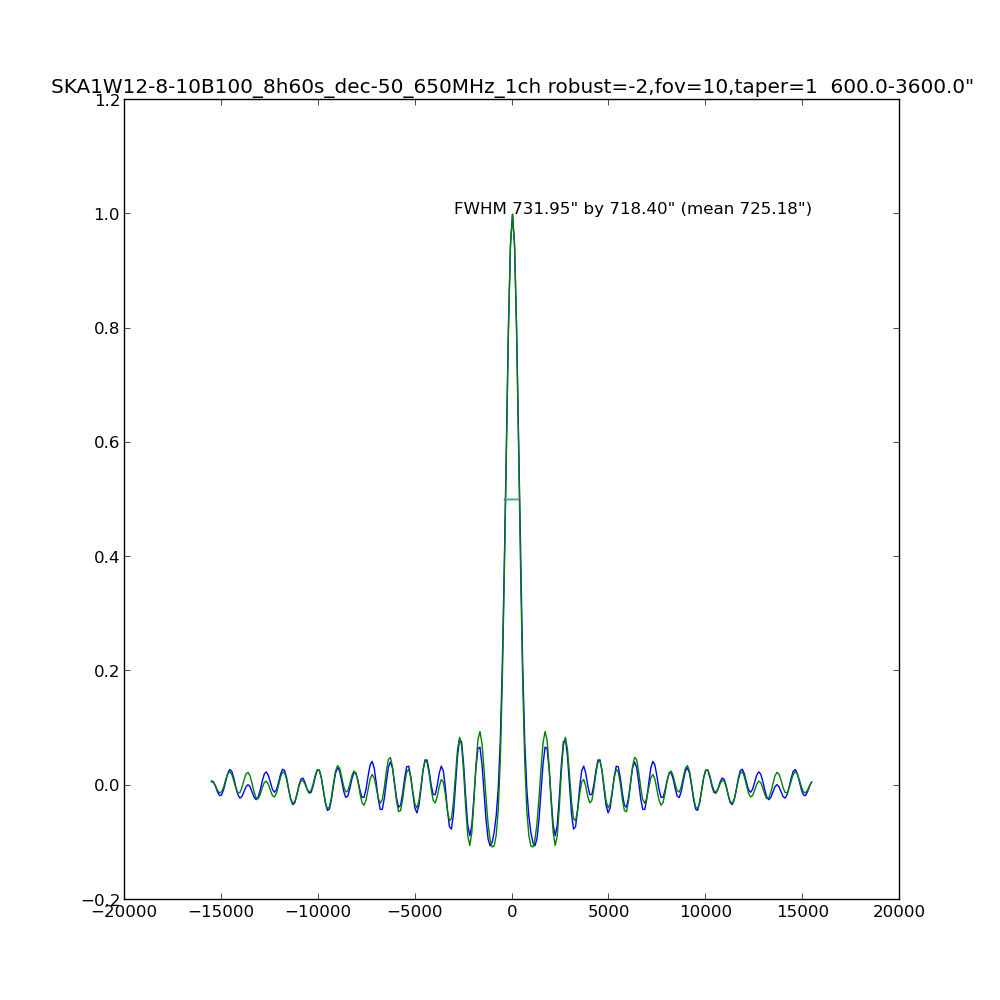 SKA1W12-8-10B100_8h60s_dec-50_650MHz_1ch robust=-2,fov=10,taper=1  600.0-3600.0"
1.2
FWHM 731.95" by 718.40" (mean 725.18")
1.0
0.8
0.6
0.4
0.2
0.0
−0.2
−20000 −15000 −10000 −5000 0 5000 10000 15000 20000